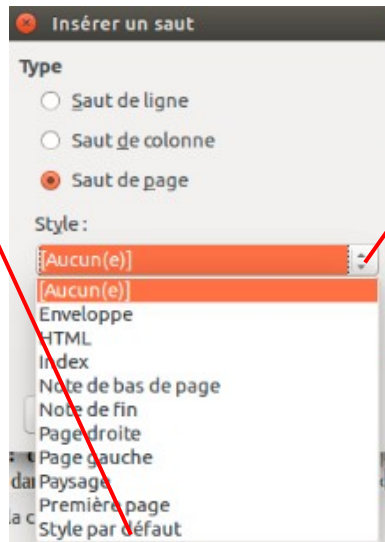 Insérer un saut
Type
Saut de ligne
Saut de colonne
Saut de page
Style :
[Aucun(e)]
[Aucun(e)]
Enveloppe
HTML
Index
Note de bas de page
Note de fin
Page droite
Page gauche
Paysage
Première page
Style par défaut